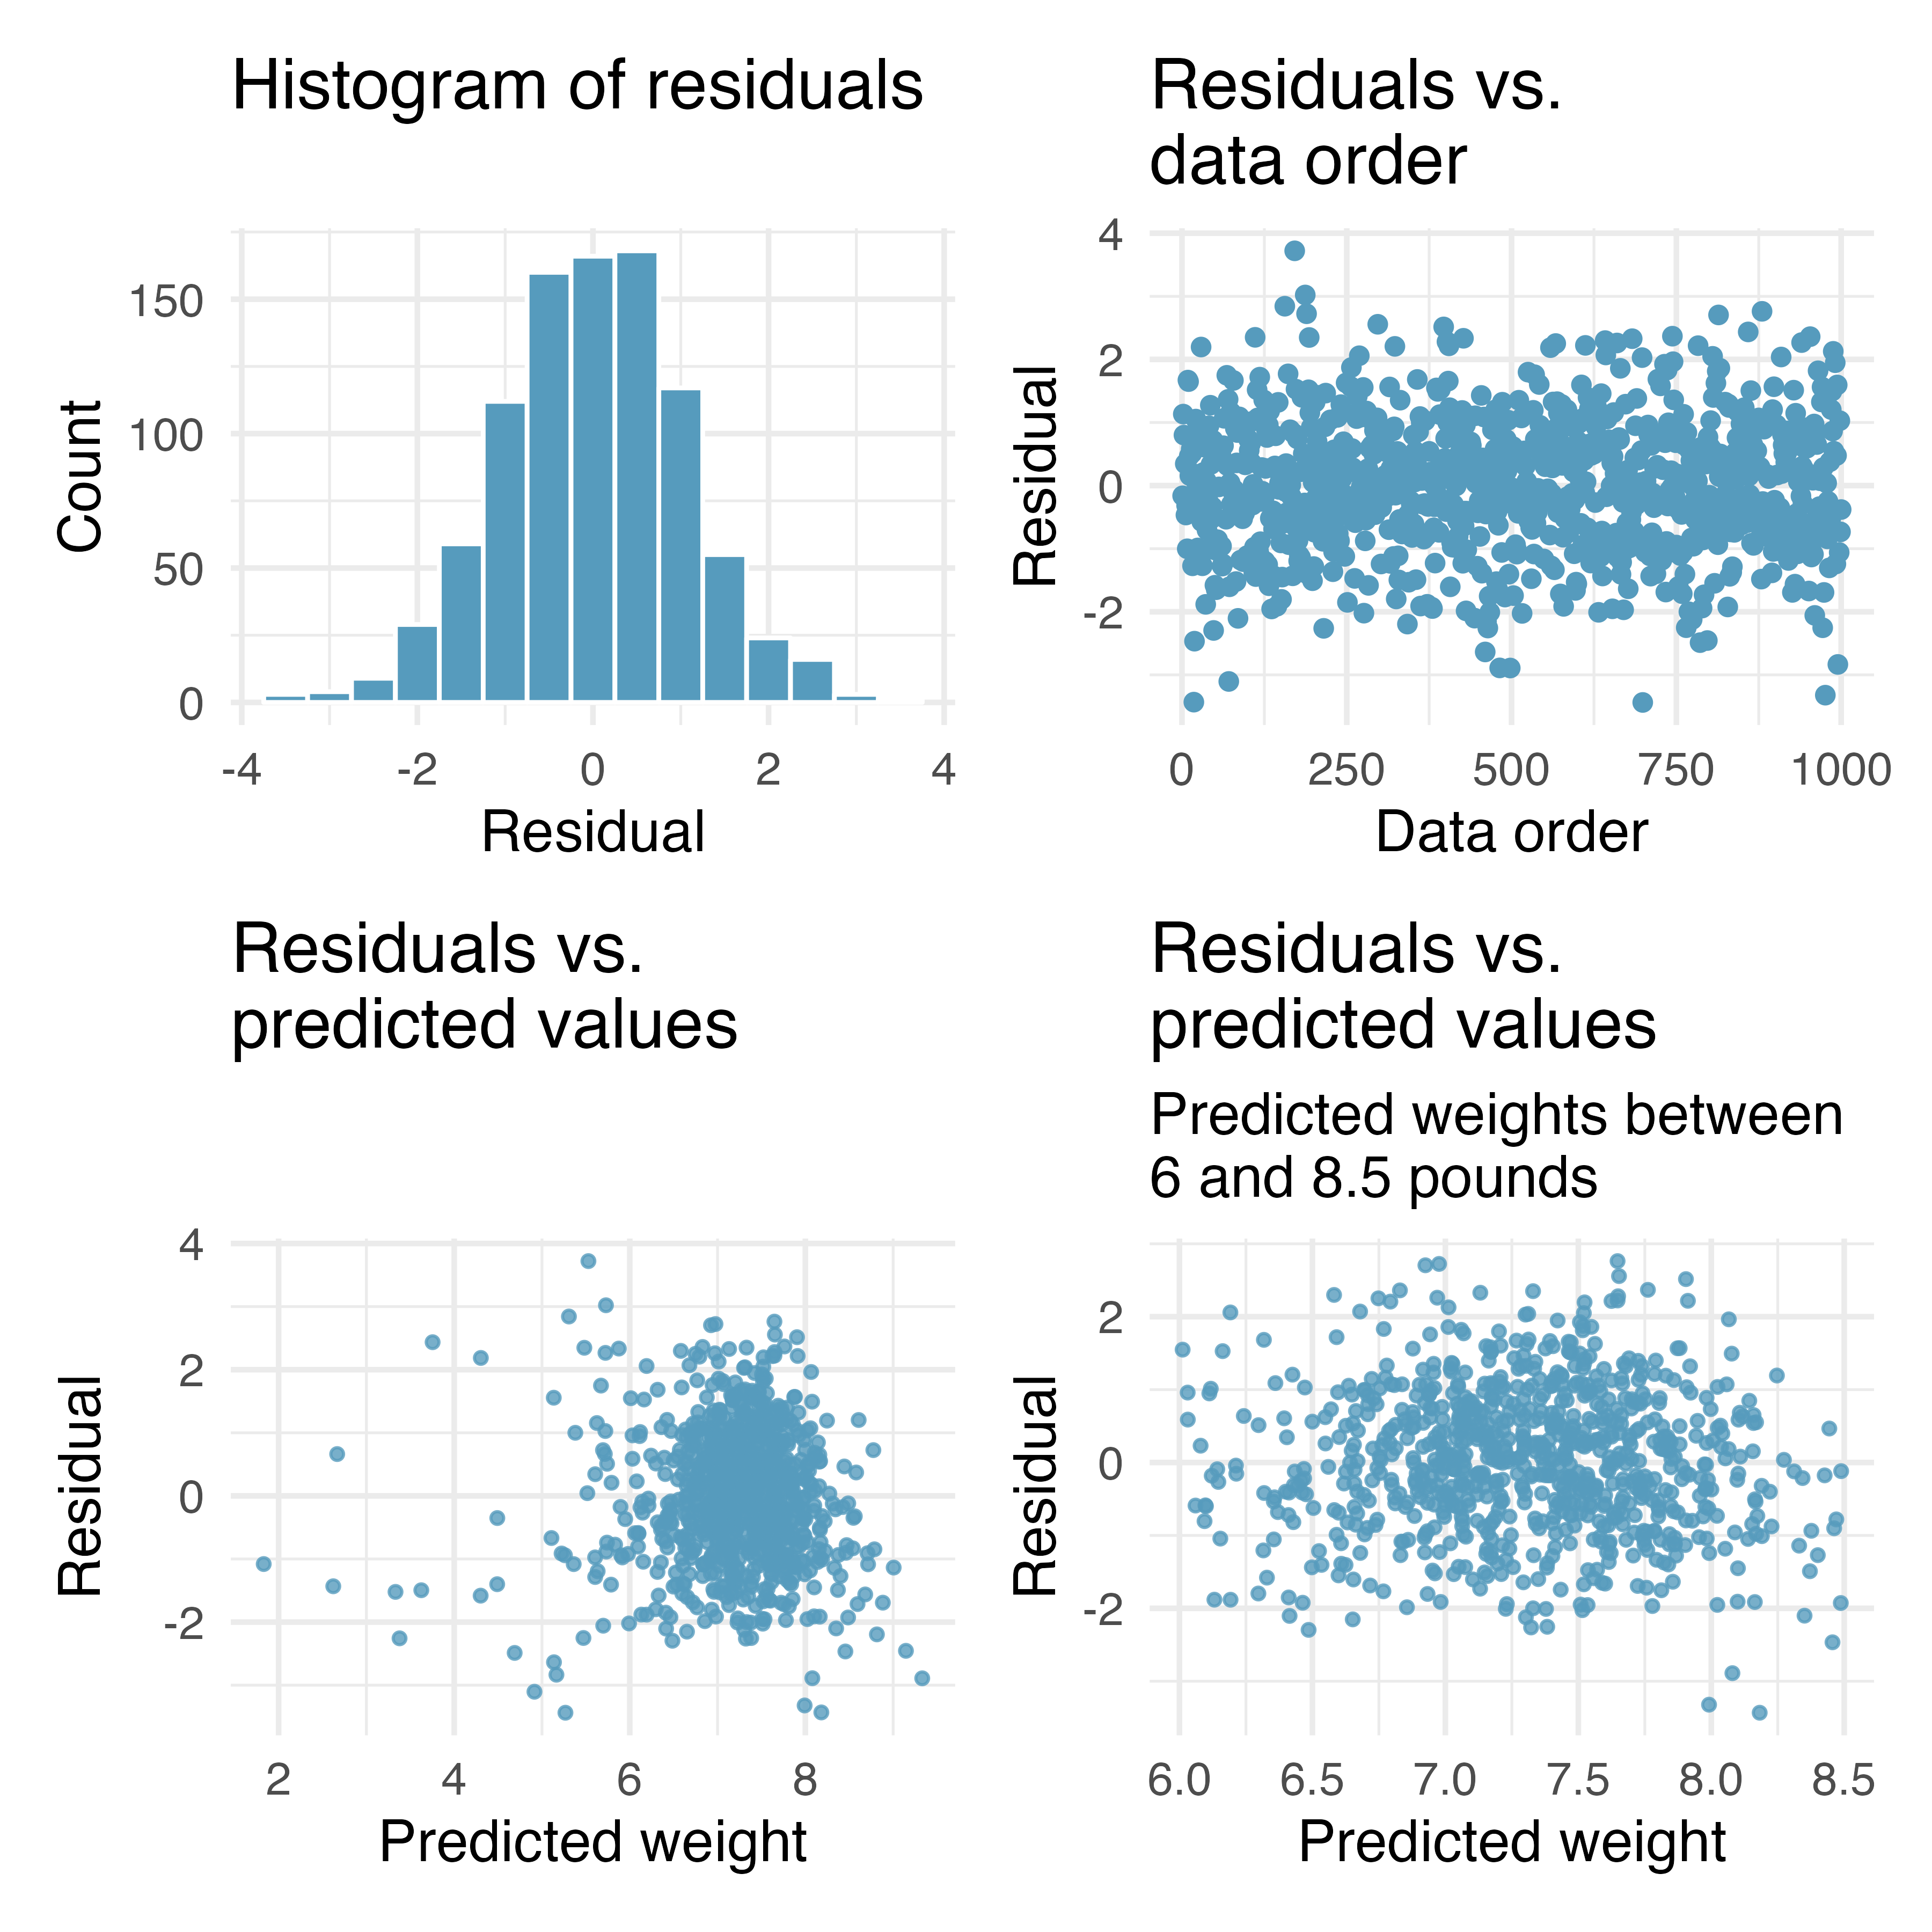 Histogram of residuals
150
100
50
0
Count
-4 -2 0 2 4
Residual
Residuals vs.
data order
4
2
0
-2
Residual
0 250 500 750 1000
Data order
Residuals vs.
predicted values
4
2
0
-2
Residual
2 4 6 8
Predicted weight
Residuals vs.
predicted values
Predicted weights between
6 and 8.5 pounds
2
0
-2
Residual
6.0 6.5 7.0 7.5 8.0 8.5
Predicted weight